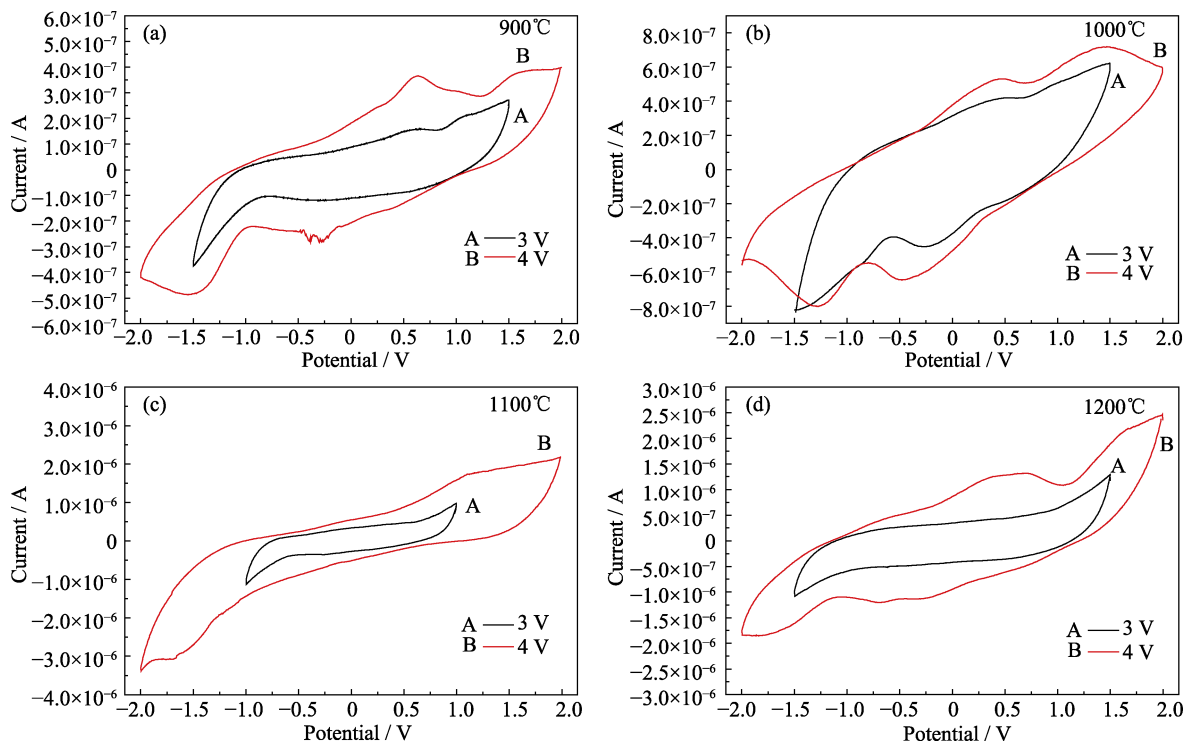 (a)
900℃
6.0×10⁻⁷
5.0×10⁻⁷
4.0×10⁻⁷
3.0×10⁻⁷
2.0×10⁻⁷
1.0×10⁻⁷
0
−1.0×10⁻⁷
−2.0×10⁻⁷
−3.0×10⁻⁷
−4.0×10⁻⁷
−5.0×10⁻⁷
−6.0×10⁻⁷
Current / A
B
A
A 3 V
B 4 V
−2.0 −1.5 −1.0 −0.5 0 0.5 1.0 1.5 2.0
Potential / V
(b)
1000℃
8.0×10⁻⁷
6.0×10⁻⁷
4.0×10⁻⁷
2.0×10⁻⁷
0
−2.0×10⁻⁷
−4.0×10⁻⁷
−6.0×10⁻⁷
−8.0×10⁻⁷
Current / A
B
A
A 3 V
B 4 V
−2.0 −1.5 −1.0 −0.5 0 0.5 1.0 1.5 2.0
Potential / V
(c)
1100℃
4.0×10⁻⁶
3.0×10⁻⁶
2.0×10⁻⁶
1.0×10⁻⁶
0
−1.0×10⁻⁶
−2.0×10⁻⁶
−3.0×10⁻⁶
−4.0×10⁻⁶
Current / A
B
A
A 3 V
B 4 V
−2.0 −1.5 −1.0 −0.5 0 0.5 1.0 1.5 2.0
Potential / V
(d)
1200℃
3.0×10⁻⁶
2.5×10⁻⁶
2.0×10⁻⁶
1.5×10⁻⁶
1.0×10⁻⁶
5.0×10⁻⁷
0
−5.0×10⁻⁷
−1.0×10⁻⁶
−1.5×10⁻⁶
−2.0×10⁻⁶
−2.5×10⁻⁶
−3.0×10⁻⁶
Current / A
B
A
A 3 V
B 4 V
−2.0 −1.5 −1.0 −0.5 0 0.5 1.0 1.5 2.0
Potential / V